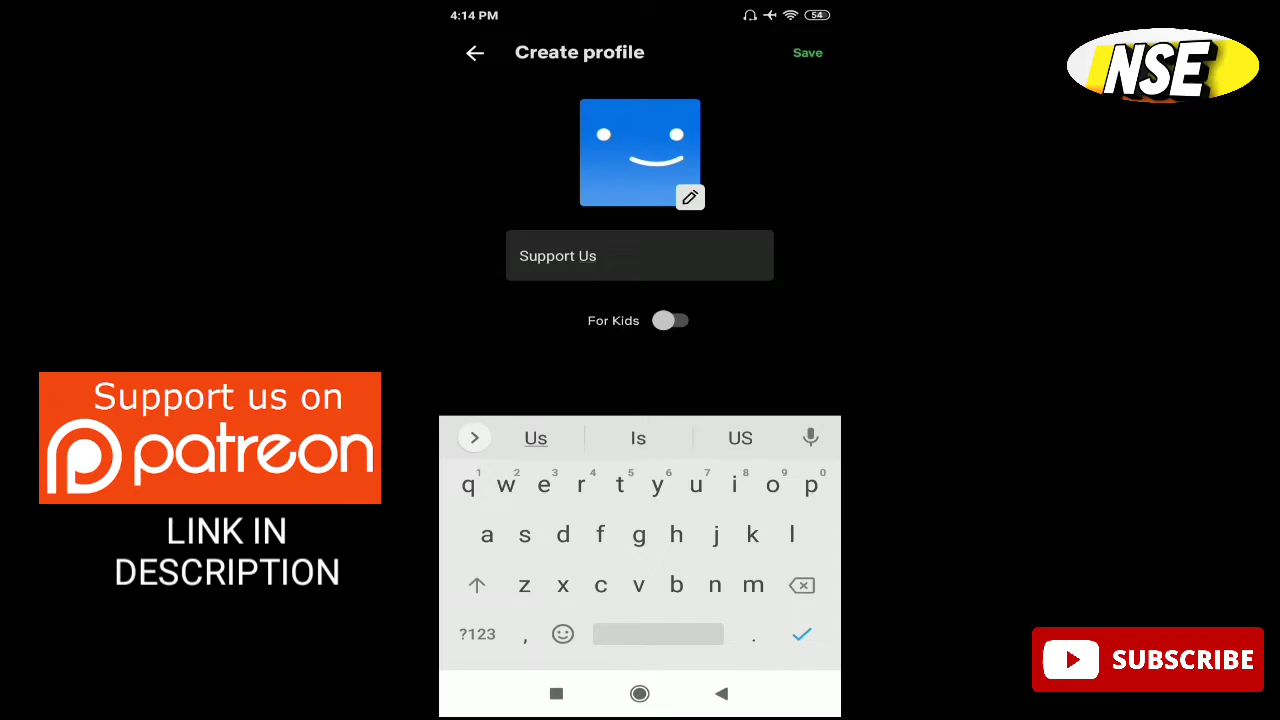 4:14 PM
54
Create profile
Save
NSE
Support Us
For Kids
Support us on
patreon
LINK IN
DESCRIPTION
Us Is US
1 2 3 4 5 6 7 8 9 0
q w e r t y u i o p
a s d f g h j k l
z x c v b n m
?123 , .
SUBSCRIBE